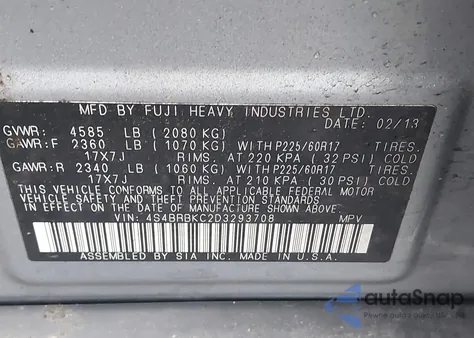 MFD BY FUJI HEAVY INDUSTRIES LTD.
DATE: 02/13
GVWR: 4585 LB (2080 KG)
GAWR:F 2360 LB (1070 KG) WITH P225/60R17 TIRES.
17X7J RIMS. AT 220 KPA (32 PSI) COLD
GAWR:R 2340 LB (1060 KG) WITH P225/60R17 TIRES.
17X7J RIMS. AT 210 KPA (30 PSI) COLD
THIS VEHICLE CONFORMS TO ALL APPLICABLE FEDERAL MOTOR
VEHICLE SAFETY AND THEFT PREVENTION STANDARDS IN EFFECT
ON THE DATE OF MANUFACTURE SHOWN ABOVE.
VIN: 4S4BRBKC2D3293708 MPV
ASSEMBLED BY SIA INC. MADE IN U.S.A.
autoSnap